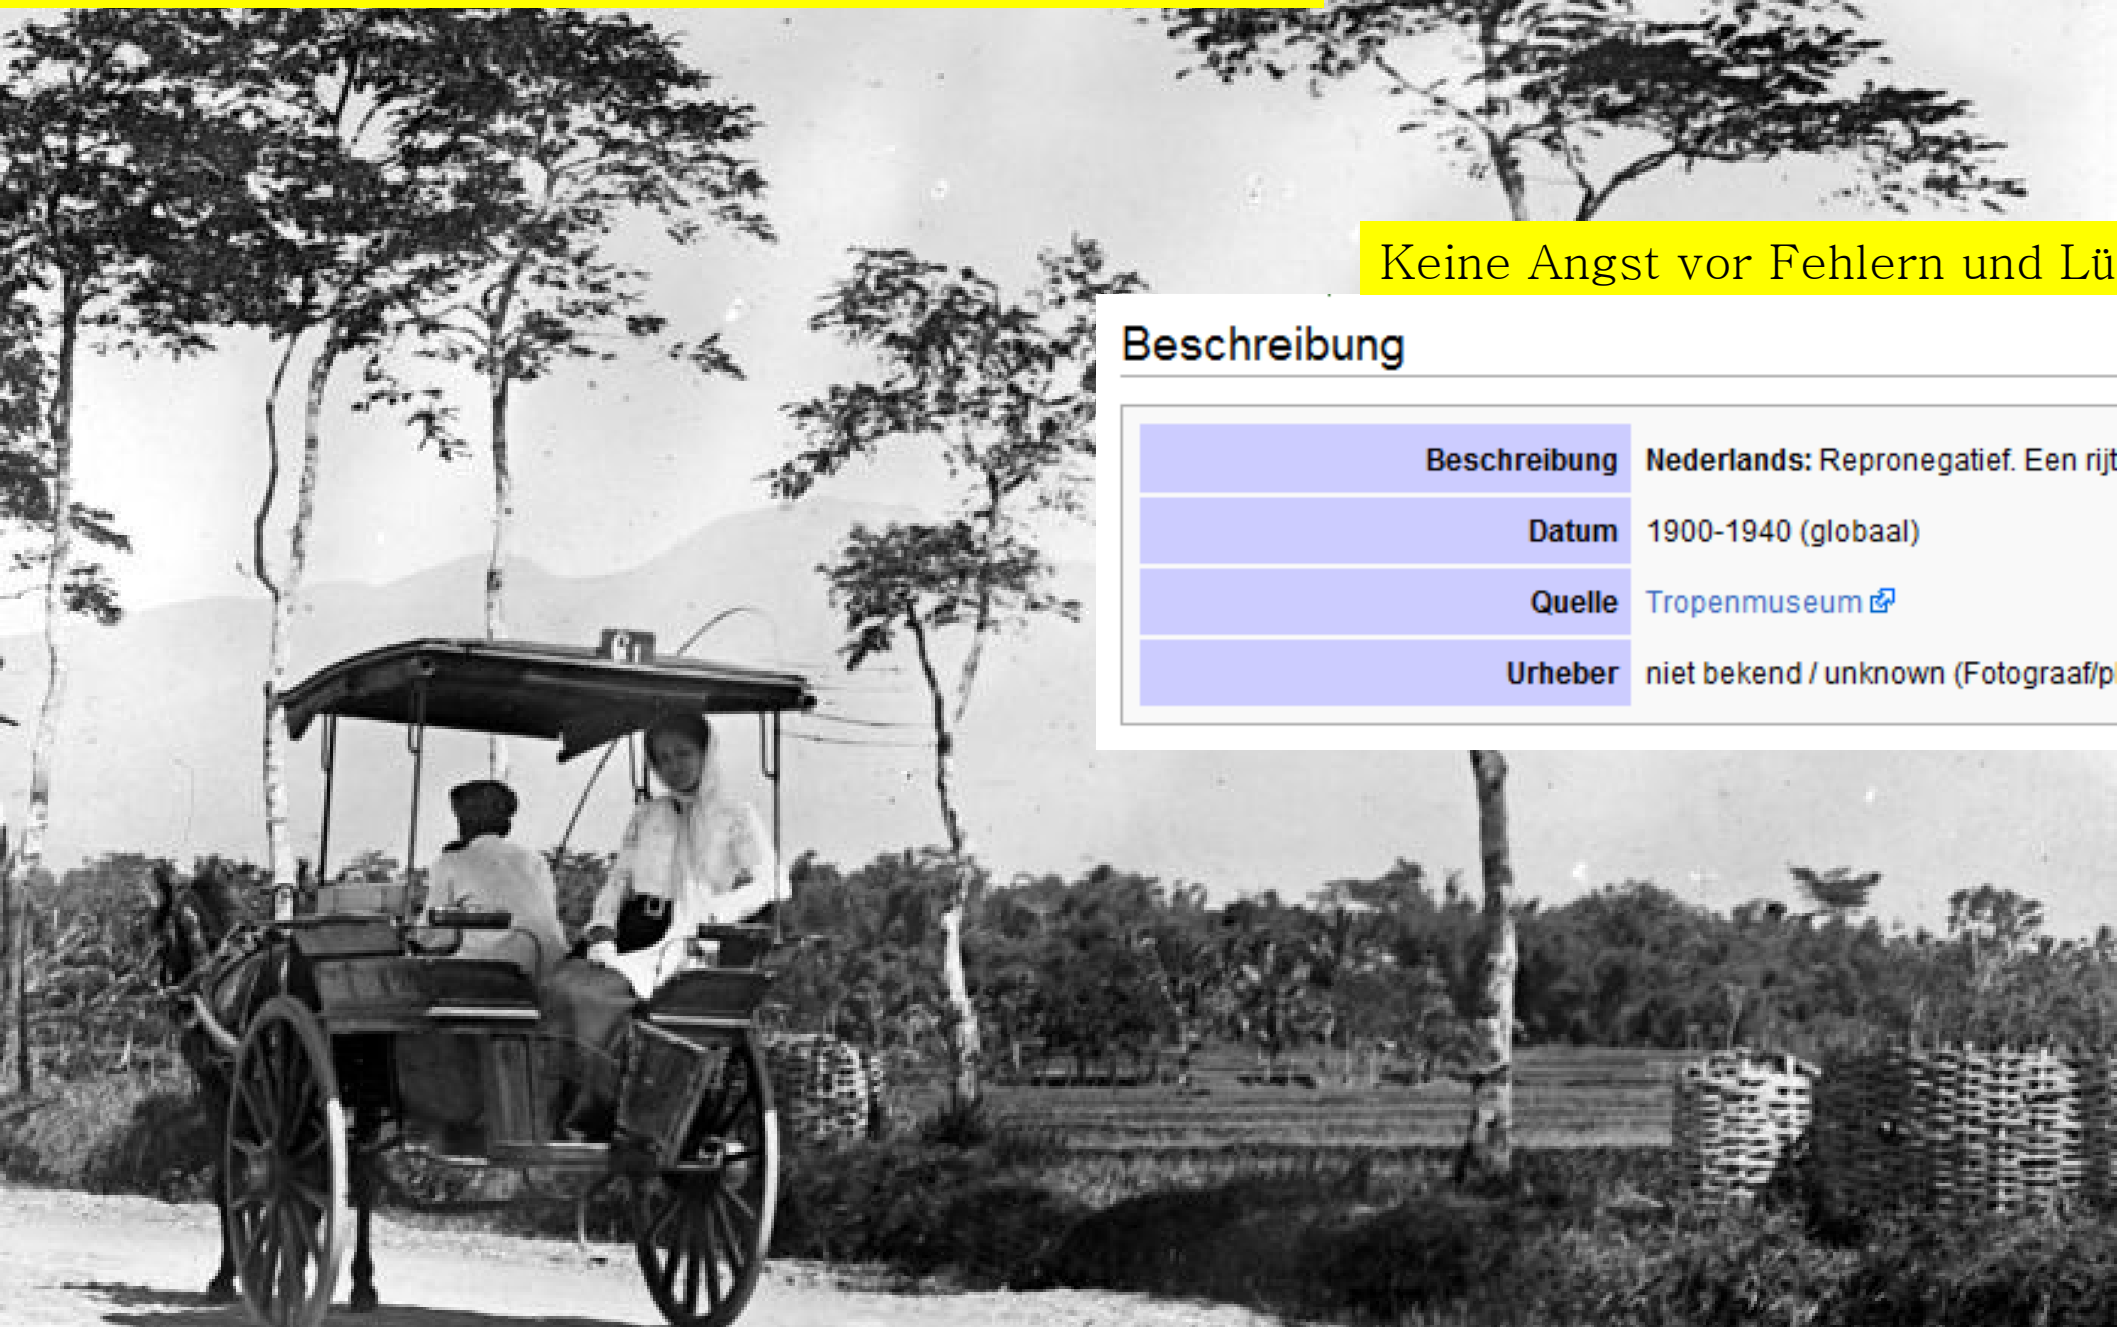 Keine Angst vor Fehlern und
Beschreibung
Beschreibung Nederlands: Repronegatief. Een
Datum 1900-1940 (globaal)
Quelle Tropenmuseum
Urheber niet bekend / unknown